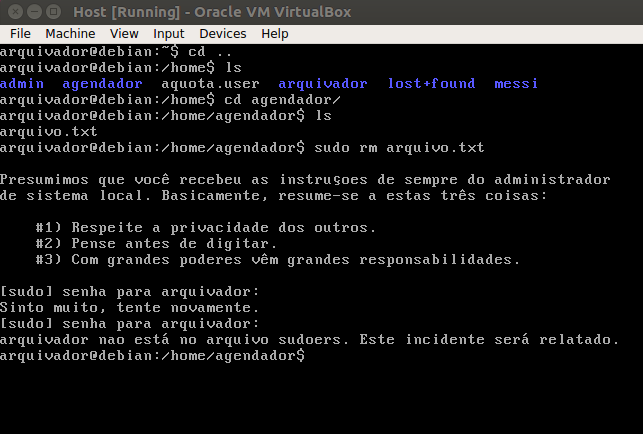 Host [Running] - Oracle VM VirtualBox
File Machine View Input Devices Help
arquivador@debian:~$ cd ..
arquivador@debian:/home$ ls
admin agendador aquota.user arquivador lost+found messi
arquivador@debian:/home$ cd agendador/
arquivador@debian:/home/agendador$ ls
arquivo.txt
arquivador@debian:/home/agendador$ sudo rm arquivo.txt
Presumimos que você recebeu as instruçoes de sempre do administrador
de sistema local. Basicamente, resume-se a estas três coisas:
#1) Respeite a privacidade dos outros.
#2) Pense antes de digitar.
#3) Com grandes poderes vêm grandes responsabilidades.
[sudo] senha para arquivador:
Sinto muito, tente novamente.
[sudo] senha para arquivador:
arquivador nao está no arquivo sudoers. Este incidente será relatado.
arquivador@debian:/home/agendador$